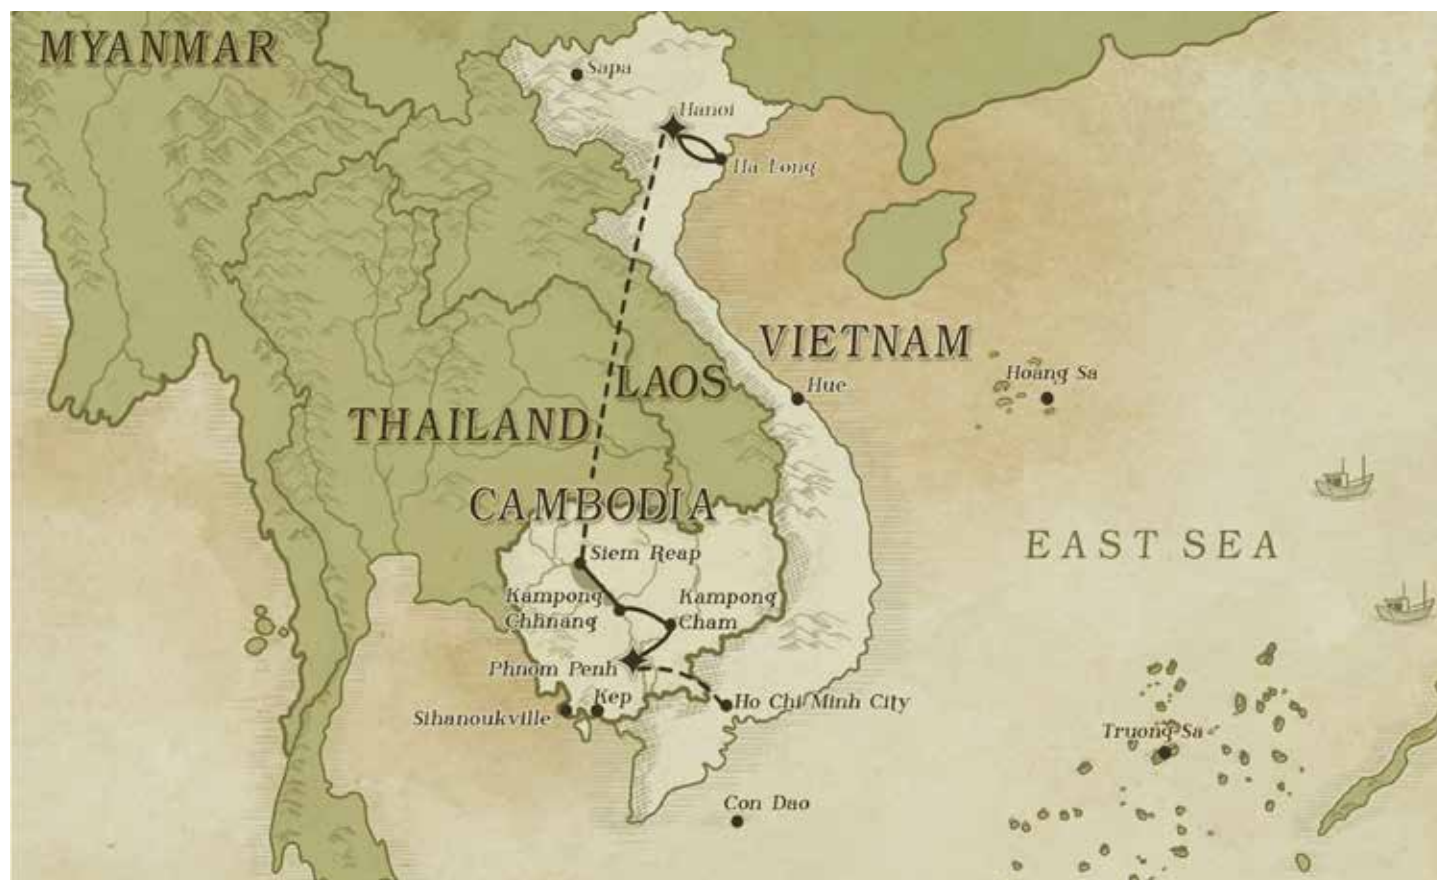 MYANMAR
Sapa
Hanoi
Ha Long
VIETNAM
Hoang Sa
LAOS
Hue
THAILAND
CAMBODIA
EAST SEA
Siem Reap
Kampong
Chhnang
Kampong
Cham
Phnom Penh
Kep
Ho Chi Minh City
Sihanoukville
Truong Sa
Con Dao